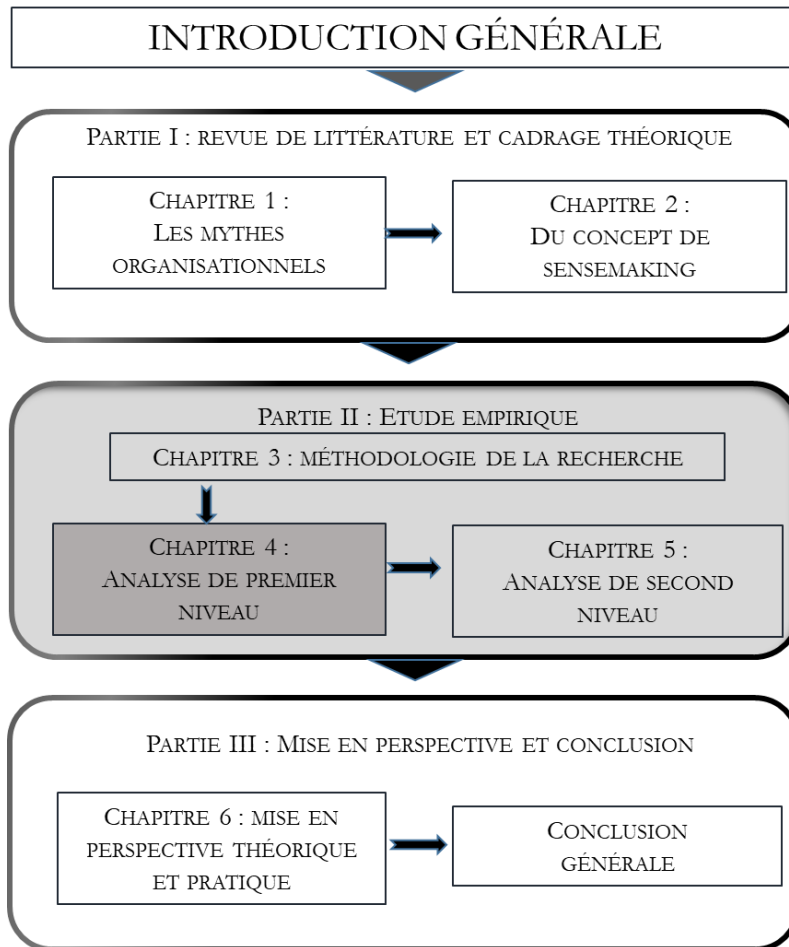 INTRODUCTION GÉNÉRALE
PARTIE I : REVUE DE LITTÉRATURE ET CADRAGE THÉORIQUE
CHAPITRE 1 :
LES MYTHES
ORGANISATIONNELS
CHAPITRE 2 :
DU CONCEPT DE
SENSEMAKING
PARTIE II : ETUDE EMPIRIQUE
CHAPITRE 3 : MÉTHODOLOGIE DE LA RECHERCHE
CHAPITRE 4 :
ANALYSE DE PREMIER
NIVEAU
CHAPITRE 5 :
ANALYSE DE SECOND
NIVEAU
PARTIE III : MISE EN PERSPECTIVE ET CONCLUSION
CHAPITRE 6 : MISE EN
PERSPECTIVE THÉORIQUE
ET PRATIQUE
CONCLUSION
GÉNÉRALE